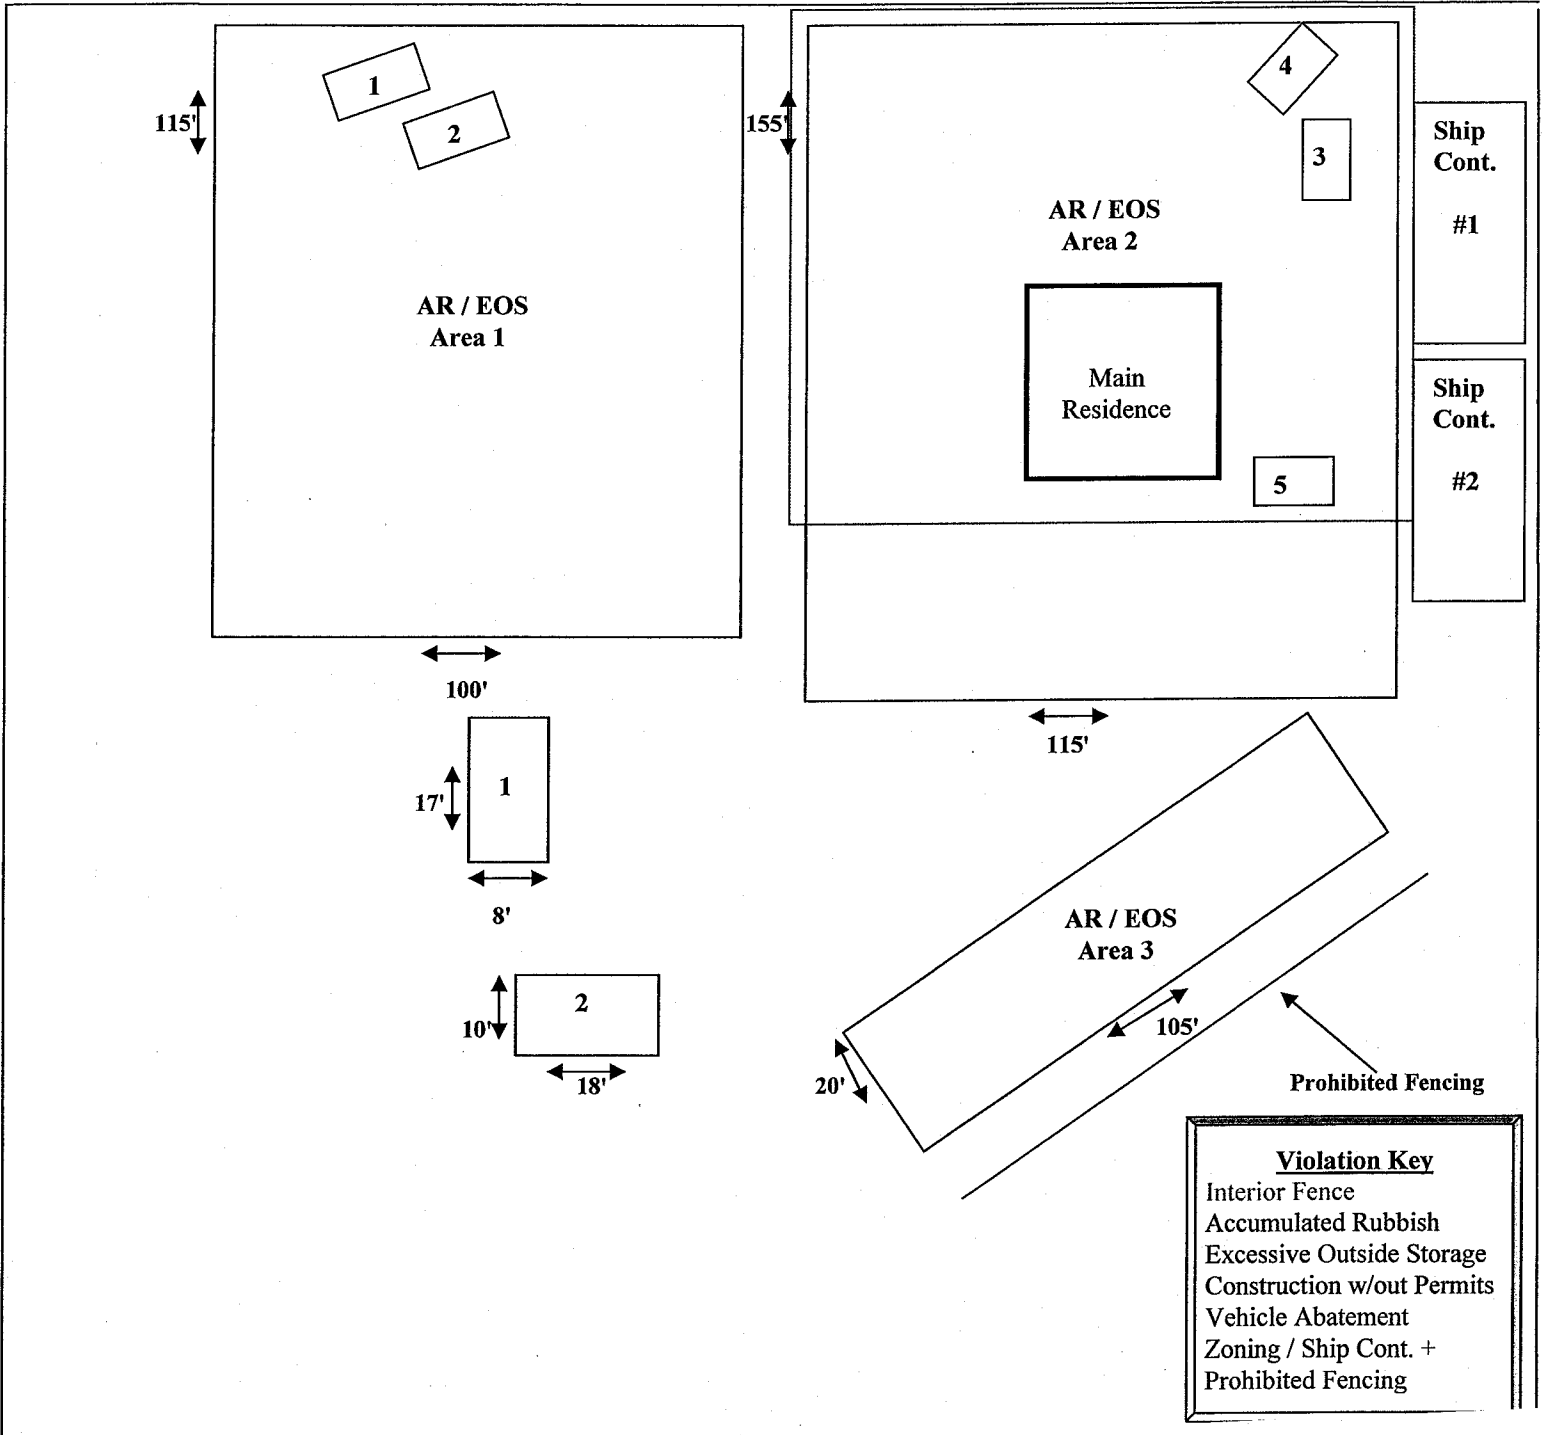 1
2
115'
AR / EOS
Area 1
100'
155'
4
3
AR / EOS
Area 2
Main
Residence
5
115'
Ship
Cont.
#1
Ship
Cont.
#2
1
17'
8'
2
10'
18'
AR / EOS
Area 3
105'
20'
Prohibited Fencing
Violation Key
Interior Fence
Accumulated Rubbish
Excessive Outside Storage
Construction w/out Permits
Vehicle Abatement
Zoning / Ship Cont. +
Prohibited Fencing